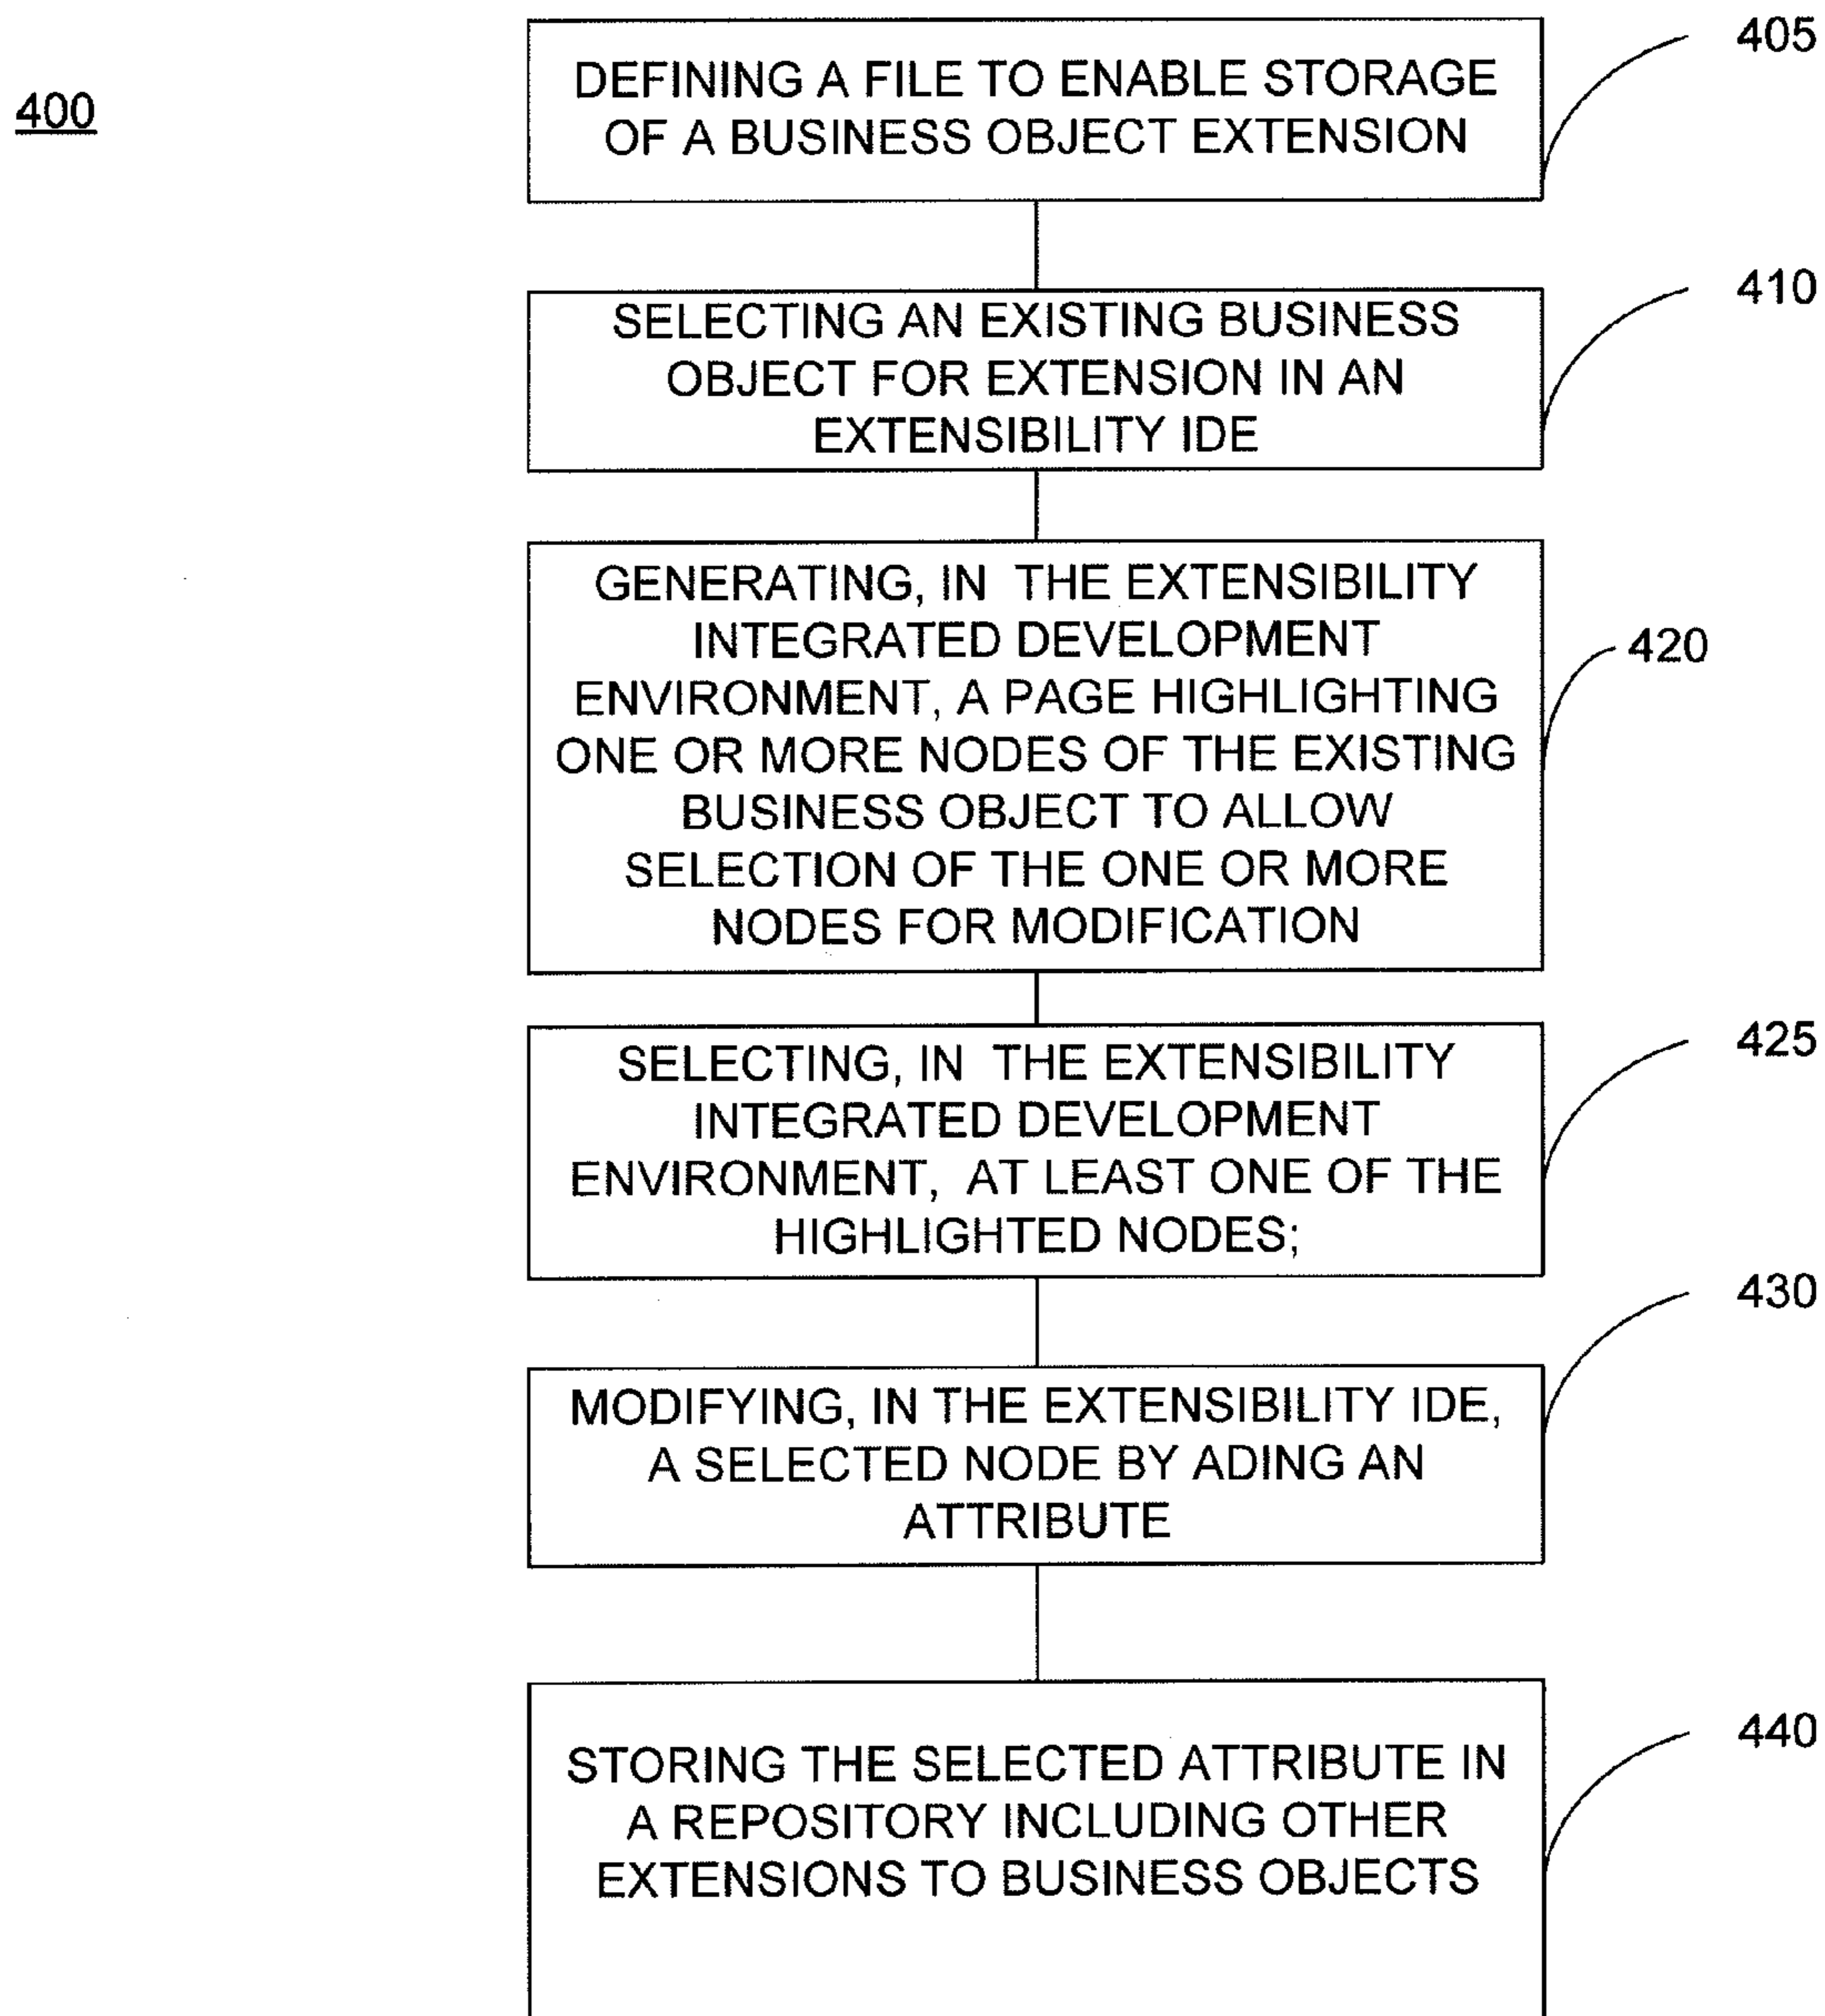 400
DEFINING A FILE TO ENABLE STORAGE
OF A BUSINESS OBJECT EXTENSION
405
SELECTING AN EXISTING BUSINESS
OBJECT FOR EXTENSION IN AN
EXTENSIBILITY IDE
410
GENERATING, IN THE EXTENSIBILITY
INTEGRATED DEVELOPMENT
ENVIRONMENT, A PAGE HIGHLIGHTING
ONE OR MORE NODES OF THE EXISTING
BUSINESS OBJECT TO ALLOW
SELECTION OF THE ONE OR MORE
NODES FOR MODIFICATION
420
SELECTING, IN THE EXTENSIBILITY
INTEGRATED DEVELOPMENT
ENVIRONMENT, AT LEAST ONE OF THE
HIGHLIGHTED NODES;
425
MODIFYING, IN THE EXTENSIBILITY IDE,
A SELECTED NODE BY ADING AN
ATTRIBUTE
430
STORING THE SELECTED ATTRIBUTE IN
A REPOSITORY INCLUDING OTHER
EXTENSIONS TO BUSINESS OBJECTS
440